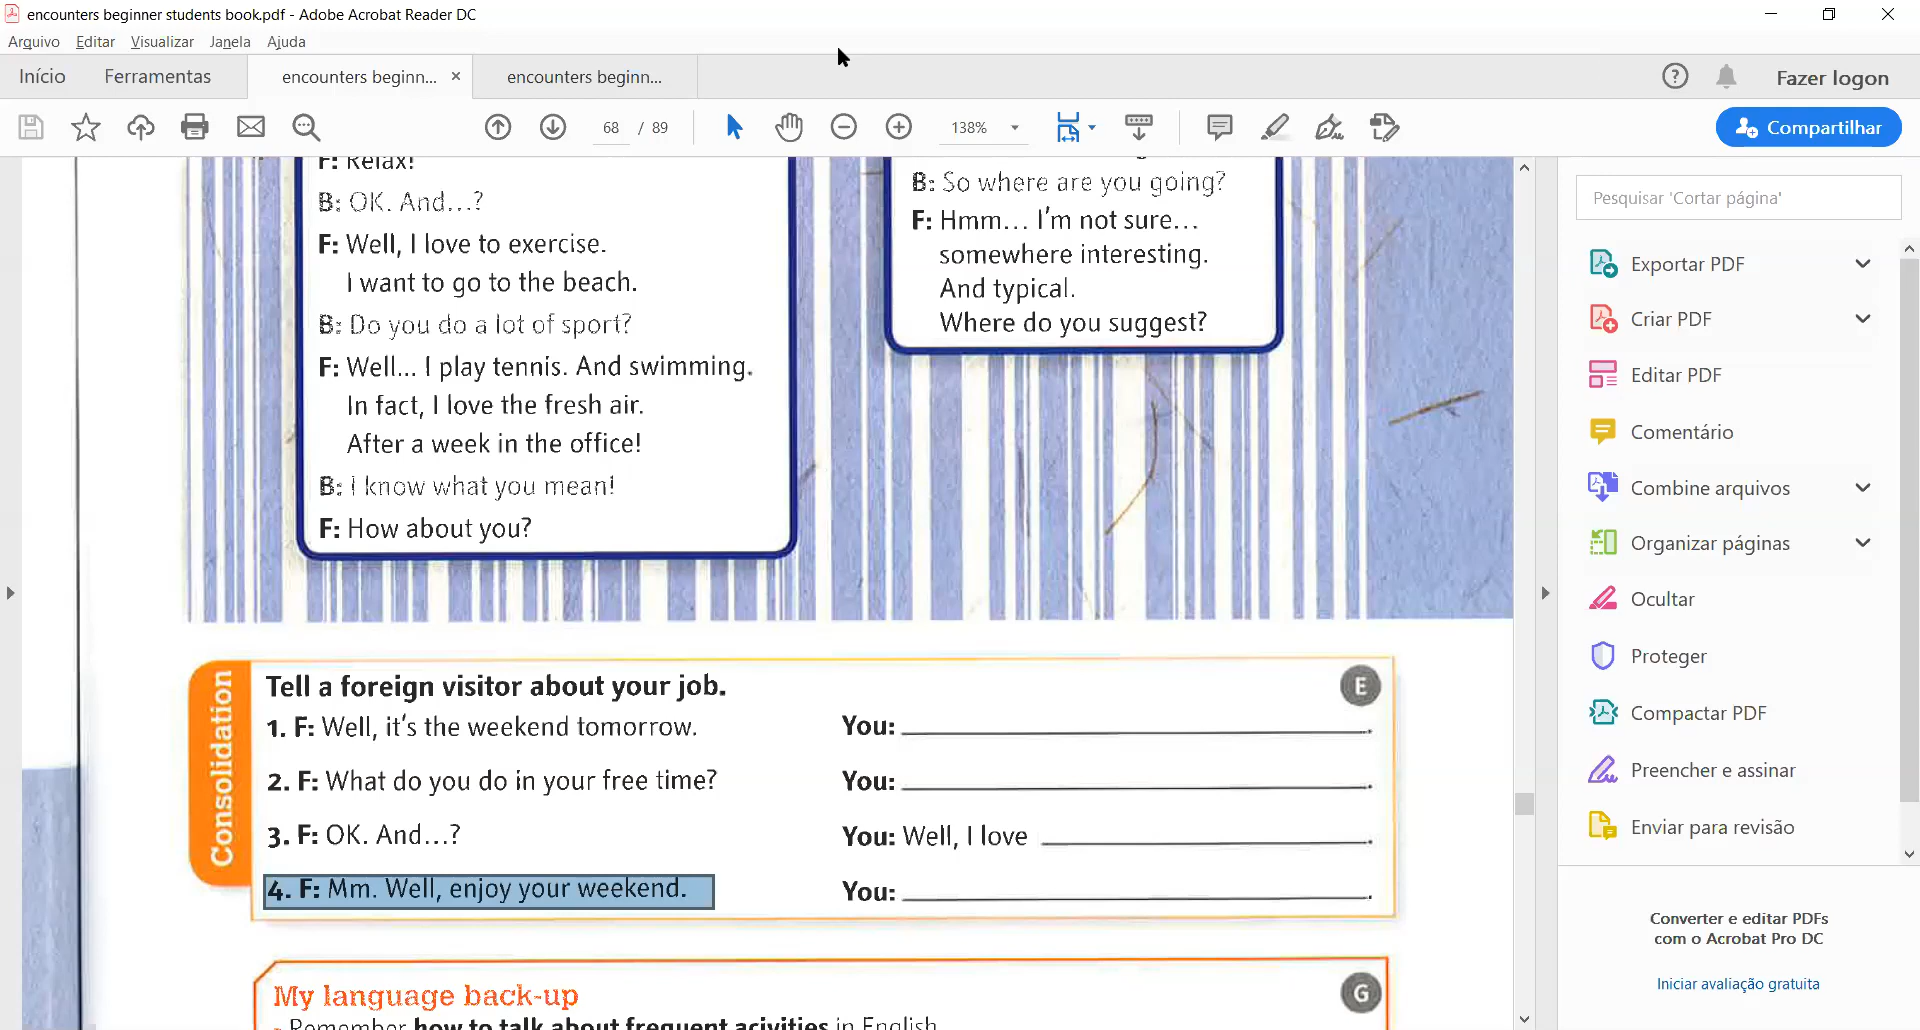 encounters beginner students book.pdf - Adobe Acrobat Reader DC
Arquivo Editar Visualizar Janela Ajuda
Início Ferramentas encounters beginn... × encounters beginn... Fazer logon
68 / 89 138% Compartilhar
F: Relax!
B: OK. And...?
F: Well, I love to exercise.
I want to go to the beach.
B: Do you do a lot of sport?
F: Well... I play tennis. And swimming.
In fact, I love the fresh air.
After a week in the office!
B: I know what you mean!
F: How about you?
B: So where are you going?
F: Hmm... I'm not sure...
somewhere interesting.
And typical.
Where do you suggest?
Consolidation
Tell a foreign visitor about your job. E
1. F: Well, it's the weekend tomorrow. You: .
2. F: What do you do in your free time? You: .
3. F: OK. And...? You: Well, I love .
4. F: Mm. Well, enjoy your weekend. You: .
My language back-up G
- Remember how to talk about frequent acivities in English
Pesquisar 'Cortar página'
Exportar PDF
Criar PDF
Editar PDF
Comentário
Combine arquivos
Organizar páginas
Ocultar
Proteger
Compactar PDF
Preencher e assinar
Enviar para revisão
Converter e editar PDFs
com o Acrobat Pro DC
Iniciar avaliação gratuita